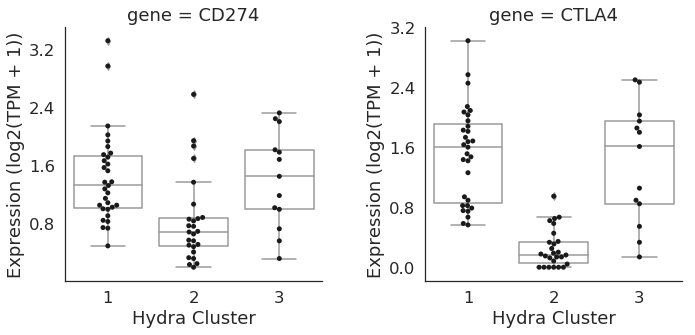 gene = CD274
Expression (log2(TPM + 1))
3.2
2.4
1.6
0.8
1 2 3
Hydra Cluster
gene = CTLA4
Expression (log2(TPM + 1))
3.2
2.4
1.6
0.8
0.0
1 2 3
Hydra Cluster